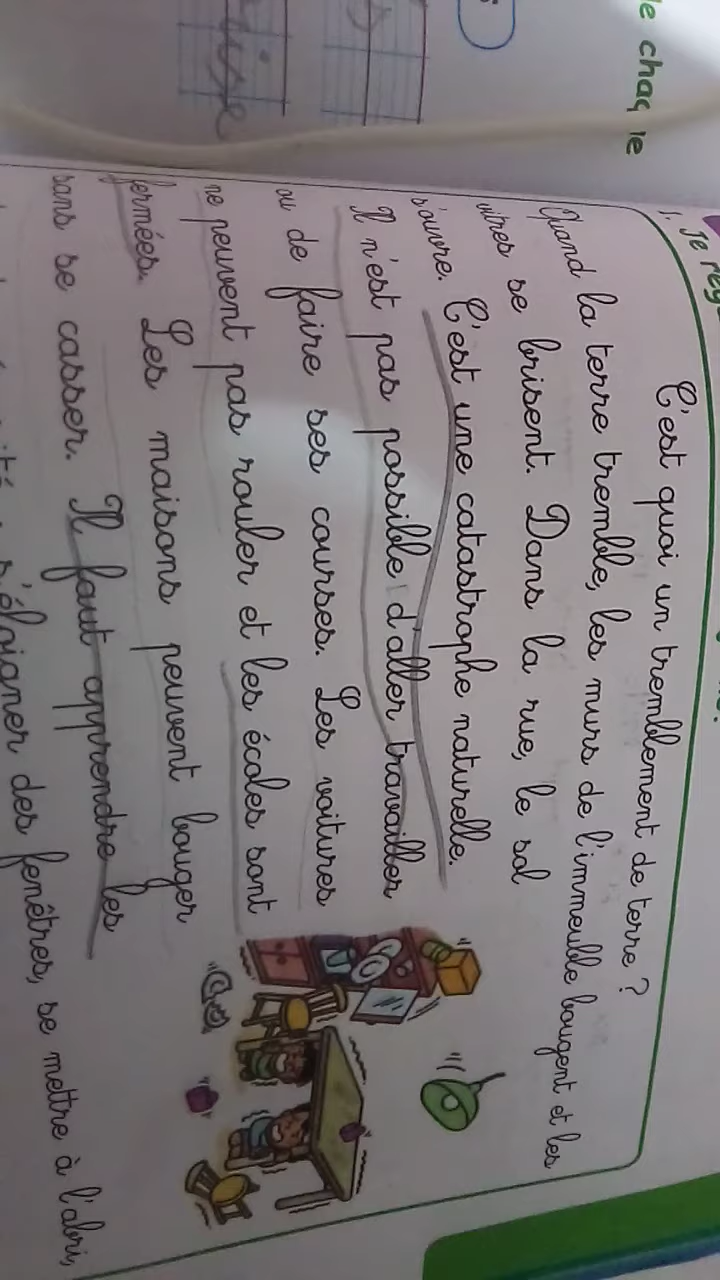 de chaq le
1. Je rég
C'est quoi un tremblement de terre ?
Quand la terre tremble, les murs de l'immeuble bougent et les
vitres se brisent. Dans la rue, le sol
s'ouvre. C'est une catastrophe naturelle.
Il n'est pas possible d'aller travailler
ou de faire ses courses. Les voitures
ne peuvent pas rouler et les écoles sont
fermées. Les maisons peuvent bouger
sans se casser. Il faut apprendre les
s'éloigner des fenêtres, se mettre à l'abri,